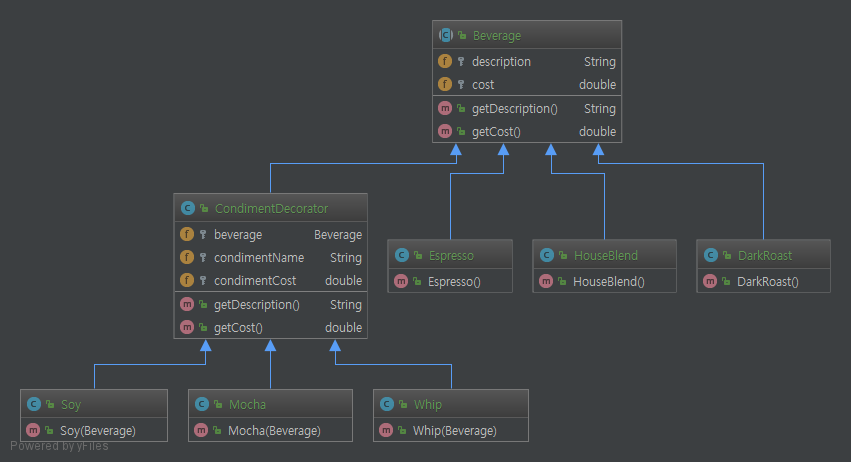 Beverage
description String
cost double
getDescription() String
getCost() double
CondimentDecorator
beverage Beverage
condimentName String
condimentCost double
getDescription() String
getCost() double
Espresso
Espresso()
HouseBlend
HouseBlend()
DarkRoast
DarkRoast()
Soy
Soy(Beverage)
Mocha
Mocha(Beverage)
Whip
Whip(Beverage)
Powered by yFiles